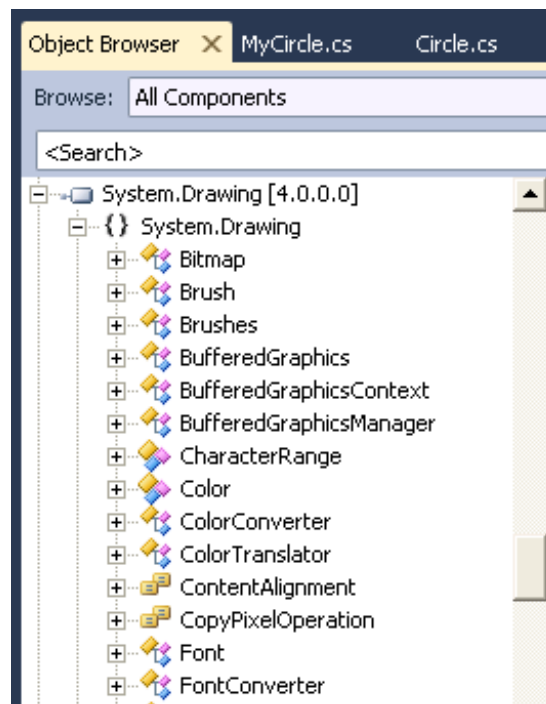 Object Browser MyCircle.cs Circle.cs
Browse: All Components
<Search>
System.Drawing [4.0.0.0]
{} System.Drawing
Bitmap
Brush
Brushes
BufferedGraphics
BufferedGraphicsContext
BufferedGraphicsManager
CharacterRange
Color
ColorConverter
ColorTranslator
ContentAlignment
CopyPixelOperation
Font
FontConverter